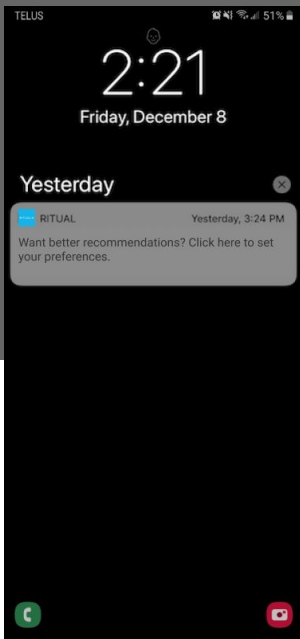 TELUS 51%
2:21
Friday, December 8
Yesterday
RITUAL Yesterday, 3:24 PM
Want better recommendations? Click here to set
your preferences.